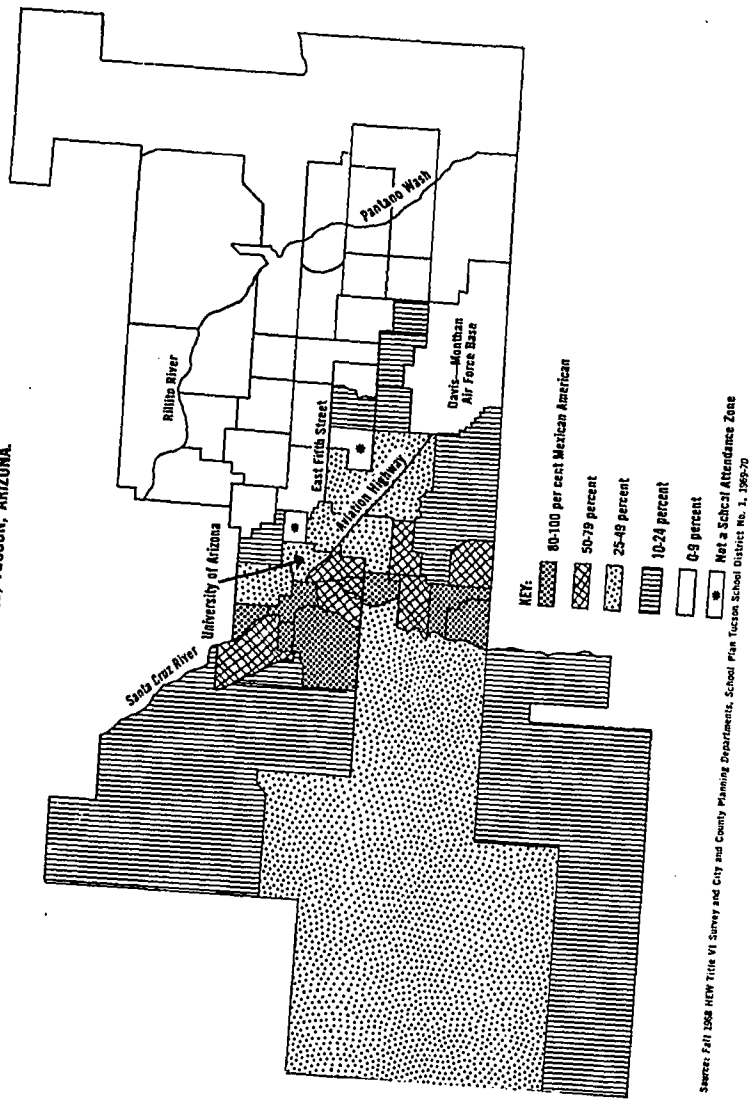 TUCSON, ARIZONA.
Santa Cruz River
University of Arizona
Rillito River
East Fifth Street
Pantano Wash
Aviation Highway
Davis—Monthan
Air Force Base
KEY:
80-100 per cent Mexican American
50-79 percent
25-49 percent
10-24 percent
0-9 percent
* Not a School Attendance Zone
Source: Fall 1968 HEW Title VI Survey and City and County Planning Departments, School Plan Tucson School District No. 1, 1969-70